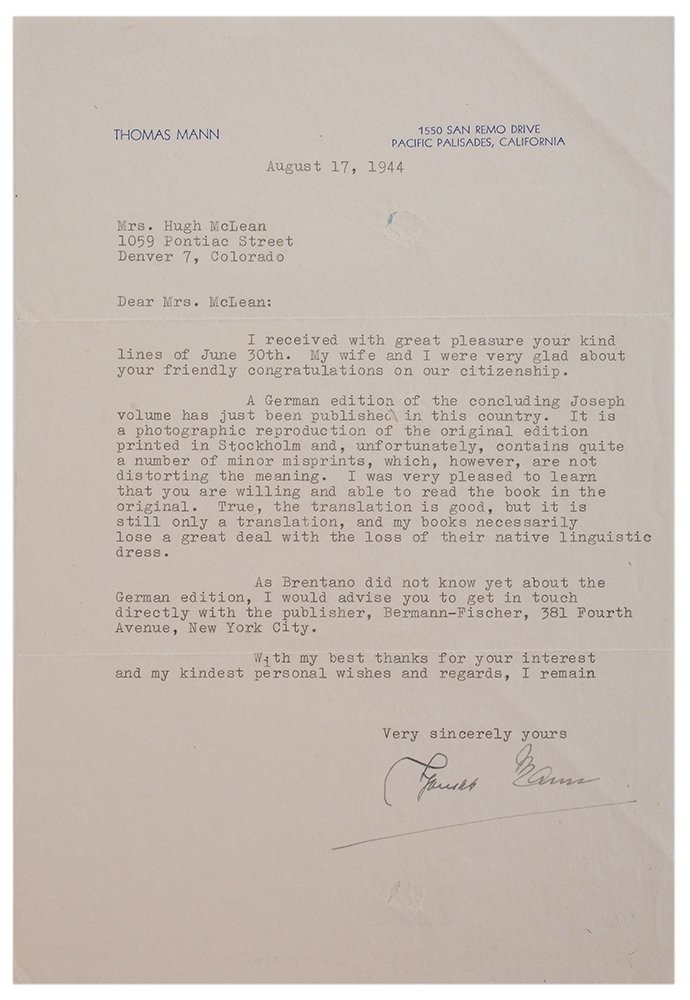 THOMAS MANN
1550 SAN REMO DRIVE
PACIFIC PALISADES, CALIFORNIA
August 17, 1944
Mrs. Hugh McLean
1059 Pontiac Street
Denver 7, Colorado
Dear Mrs. McLean:
I received with great pleasure your kind
lines of June 30th. My wife and I were very glad about
your friendly congratulations on our citizenship.
A German edition of the concluding Joseph
volume has just been published in this country. It is
a photographic reproduction of the original edition
printed in Stockholm and, unfortunately, contains quite
a number of minor misprints, which, however, are not
distorting the meaning. I was very pleased to learn
that you are willing and able to read the book in the
original. True, the translation is good, but it is
still only a translation, and my books necessarily
lose a great deal with the loss of their native linguistic
dress.
As Brentano did not know yet about the
German edition, I would advise you to get in touch
directly with the publisher, Bermann-Fischer, 381 Fourth
Avenue, New York City.
With my best thanks for your interest
and my kindest personal wishes and regards, I remain
Very sincerely yours
Thomas Mann